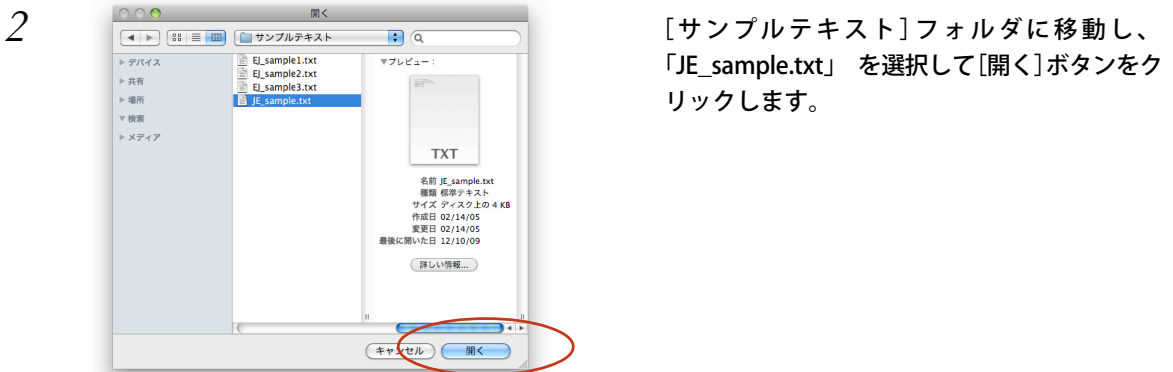 2
開く
サンプルテキスト
デバイス
共有
場所
検索
メディア
EJ_sample1.txt
EJ_sample2.txt
EJ_sample3.txt
JE_sample.txt
プレビュー：
TXT
名前 JE_sample.txt
種類 標準テキスト
サイズ ディスク上の 4 KB
作成日 02/14/05
変更日 02/14/05
最後に開いた日 12/10/09
詳しい情報...
キャンセル
開く
[サンプルテキスト]フォルダに移動し、
「JE_sample.txt」 を選択して[開く]ボタンをク
リックします。